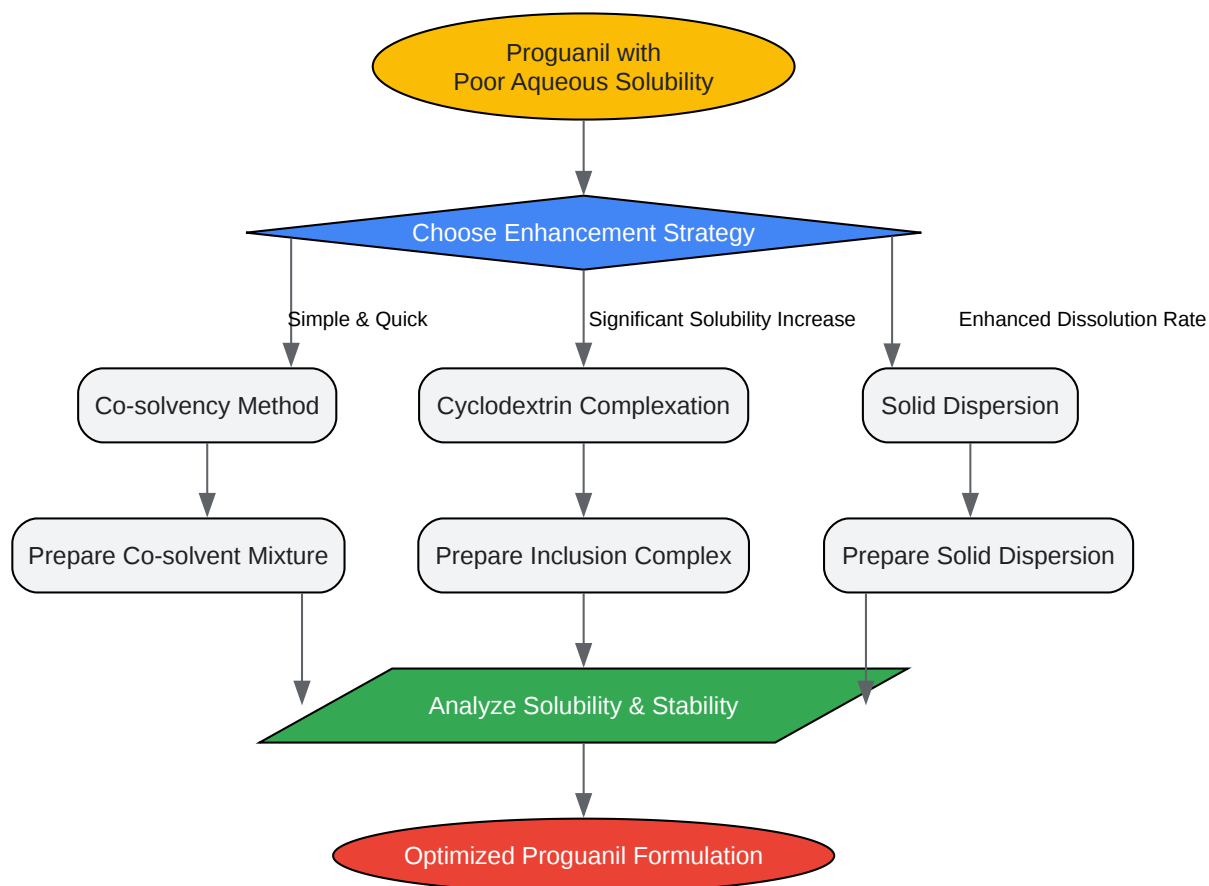 Proguanil with
Poor Aqueous Solubility
Choose Enhancement Strategy
Simple & Quick
Significant Solubility Increase
Enhanced Dissolution Rate
Co-solvency Method
Cyclodextrin Complexation
Solid Dispersion
Prepare Co-solvent Mixture
Prepare Inclusion Complex
Prepare Solid Dispersion
Analyze Solubility & Stability
Optimized Proguanil Formulation